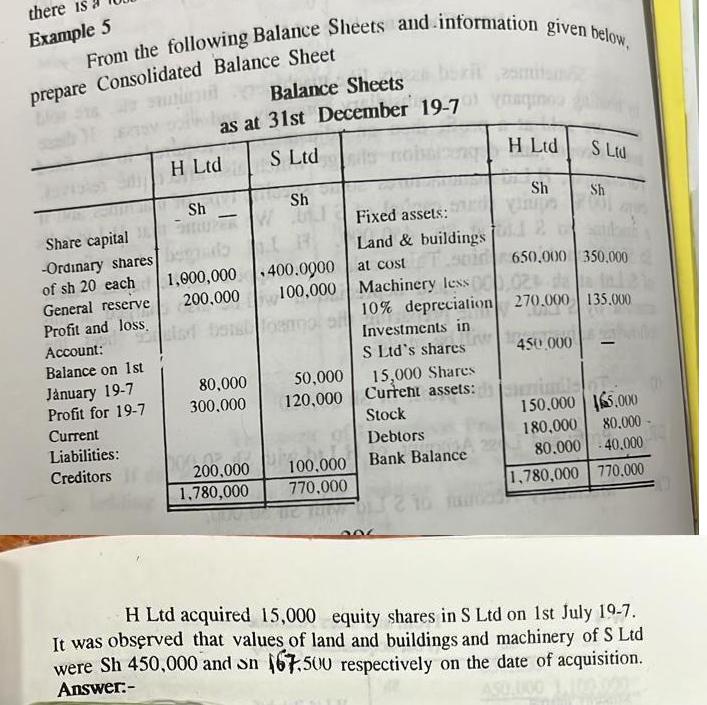 there is a
Example 5
From the following Balance Sheets and information given below,
prepare Consolidated Balance Sheet
Balance Sheets
as at 31st December 19-7
H Ltd S Ltd H Ltd S Ltd
Sh Sh Sh Sh
Share capital Fixed assets:
-Ordinary shares Land & buildings
of sh 20 each 1,000,000 400.0900 at cost 650.000 350,000
General reserve 200,000 100,000 Machinery less
Profit and loss. 10% depreciation 270.000 135.000
Account: Investments in
Balance on 1st S Ltd's shares 450.000 –
January 19-7 80,000 50,000 15,000 Shares
Profit for 19-7 300,000 120,000 Current assets:
Current Stock 150.000 165,000
Liabilities: Debtors 180,000 80.000
Creditors 200,000 100,000 Bank Balance 80.000 40,000
1,780,000 770,000 1,780,000 770,000
H Ltd acquired 15,000 equity shares in S Ltd on 1st July 19-7.
It was observed that values of land and buildings and machinery of S Ltd
were Sh 450,000 and Sh 167.500 respectively on the date of acquisition.
Answer:-